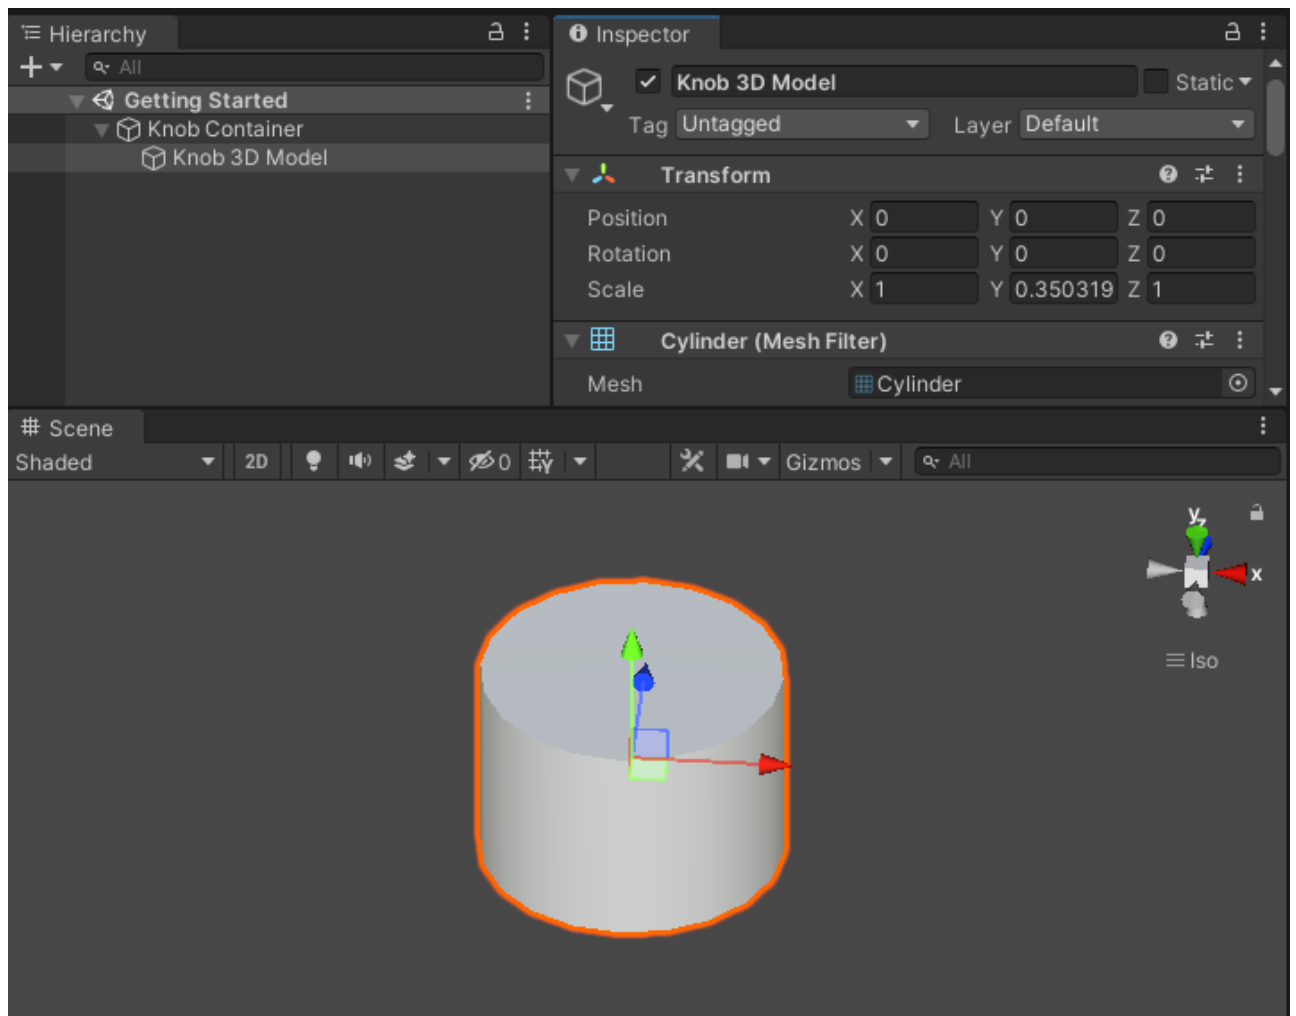 Hierarchy
All
Getting Started
Knob Container
Knob 3D Model
Inspector
Knob 3D Model Static
Tag Untagged Layer Default
Transform
Position X 0 Y 0 Z 0
Rotation X 0 Y 0 Z 0
Scale X 1 Y 0.350319 Z 1
Cylinder (Mesh Filter)
Mesh Cylinder
Scene
Shaded 2D 0 Gizmos All
y
z
x
Iso